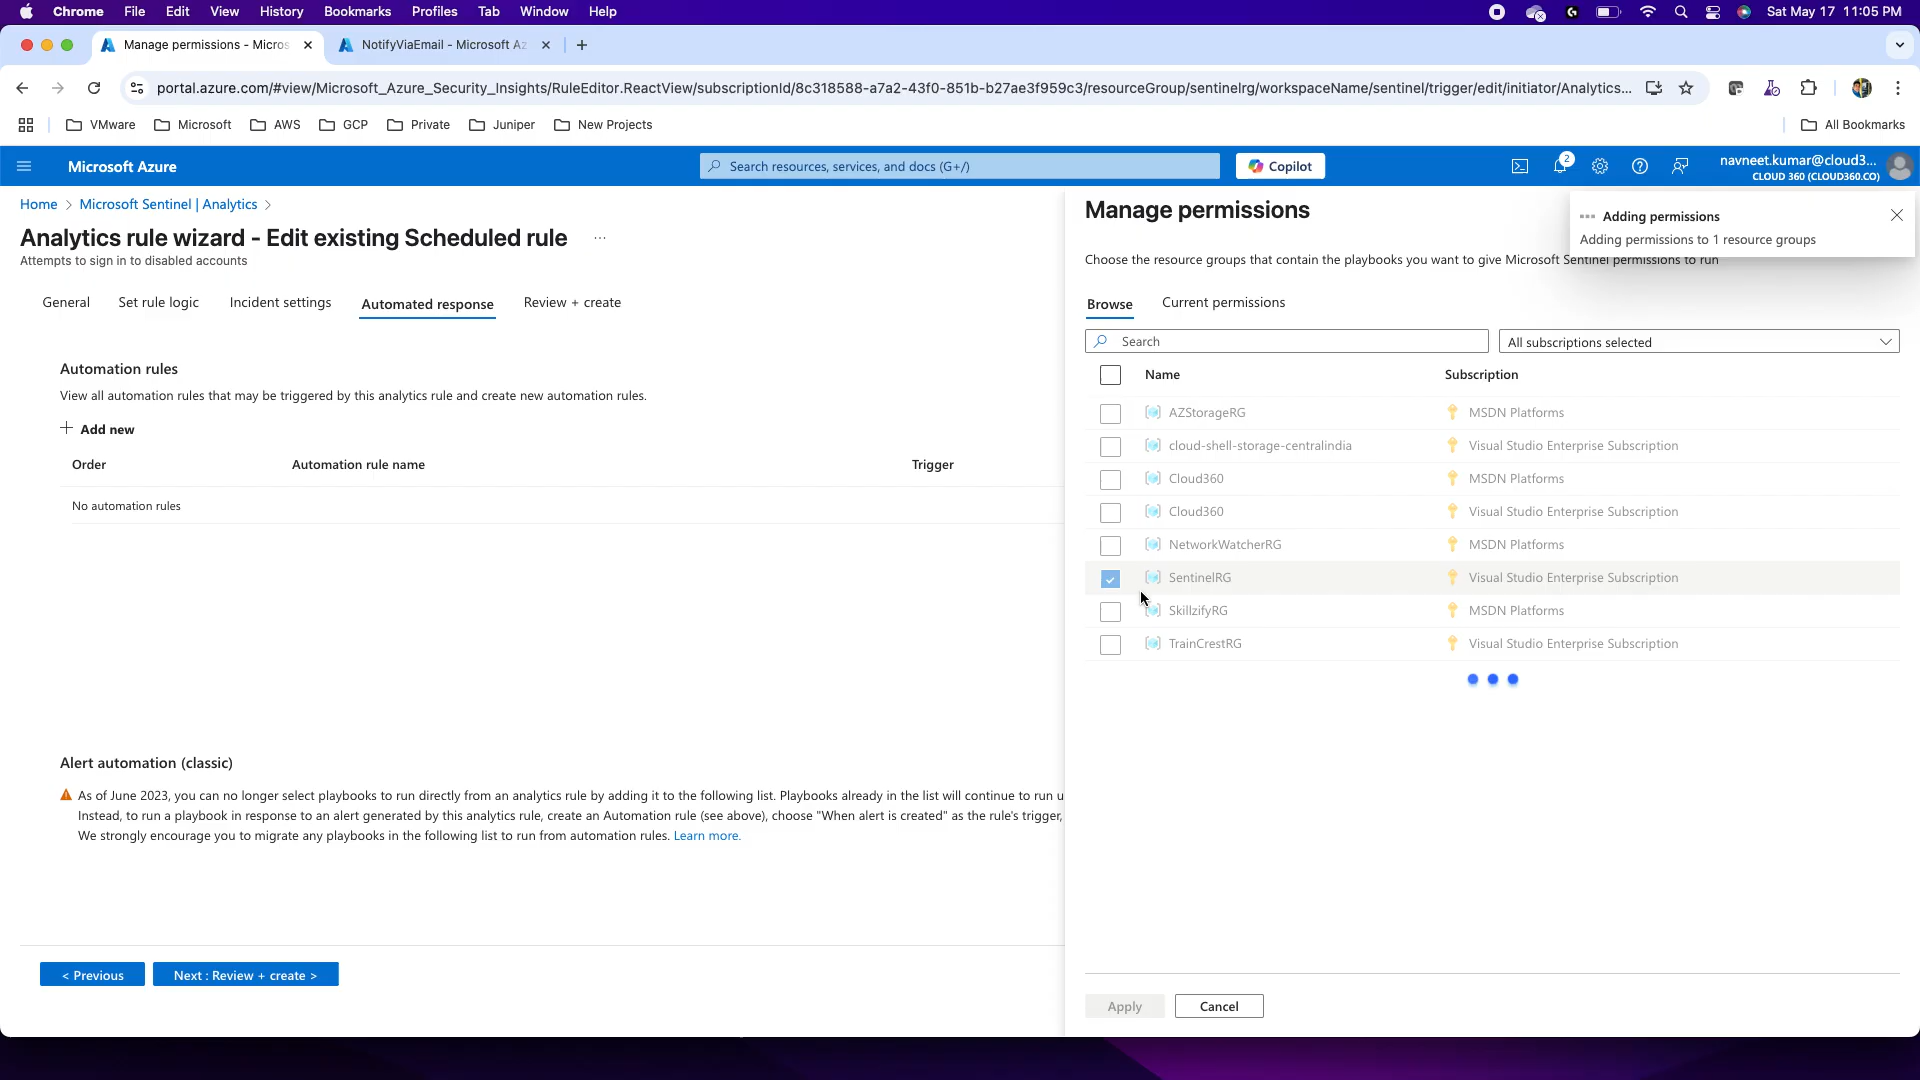 Chrome File Edit View History Bookmarks Profiles Tab Window Help Sat May 17 11:05 PM
Manage permissions - Micros
NotifyViaEmail - Microsoft Az
portal.azure.com/#view/Microsoft_Azure_Security_Insights/RuleEditor.ReactView/subscriptionId/8c318588-a7a2-43f0-851b-b27ae3f959c3/resourceGroup/sentinelrg/workspaceName/sentinel/trigger/edit/initiator/Analytics...
VMware Microsoft AWS GCP Private Juniper New Projects All Bookmarks
Microsoft Azure
Search resources, services, and docs (G+/)
Copilot
2
navneet.kumar@cloud3...
CLOUD 360 (CLOUD360.CO)
Home > Microsoft Sentinel | Analytics >
Analytics rule wizard - Edit existing Scheduled rule ...
Attempts to sign in to disabled accounts
General Set rule logic Incident settings Automated response Review + create
Automation rules
View all automation rules that may be triggered by this analytics rule and create new automation rules.
+ Add new
Order Automation rule name Trigger
No automation rules
Alert automation (classic)
As of June 2023, you can no longer select playbooks to run directly from an analytics rule by adding it to the following list. Playbooks already in the list will continue to run u
Instead, to run a playbook in response to an alert generated by this analytics rule, create an Automation rule (see above), choose "When alert is created" as the rule's trigger,
We strongly encourage you to migrate any playbooks in the following list to run from automation rules. Learn more.
< Previous
Next : Review + create >
Manage permissions
Adding permissions
Adding permissions to 1 resource groups
Choose the resource groups that contain the playbooks you want to give Microsoft Sentinel permissions to run
Browse Current permissions
Search
All subscriptions selected
Name Subscription
AZStorageRG MSDN Platforms
cloud-shell-storage-centralindia Visual Studio Enterprise Subscription
Cloud360 MSDN Platforms
Cloud360 Visual Studio Enterprise Subscription
NetworkWatcherRG MSDN Platforms
SentinelRG Visual Studio Enterprise Subscription
SkillzifyRG MSDN Platforms
TrainCrestRG Visual Studio Enterprise Subscription
Apply
Cancel